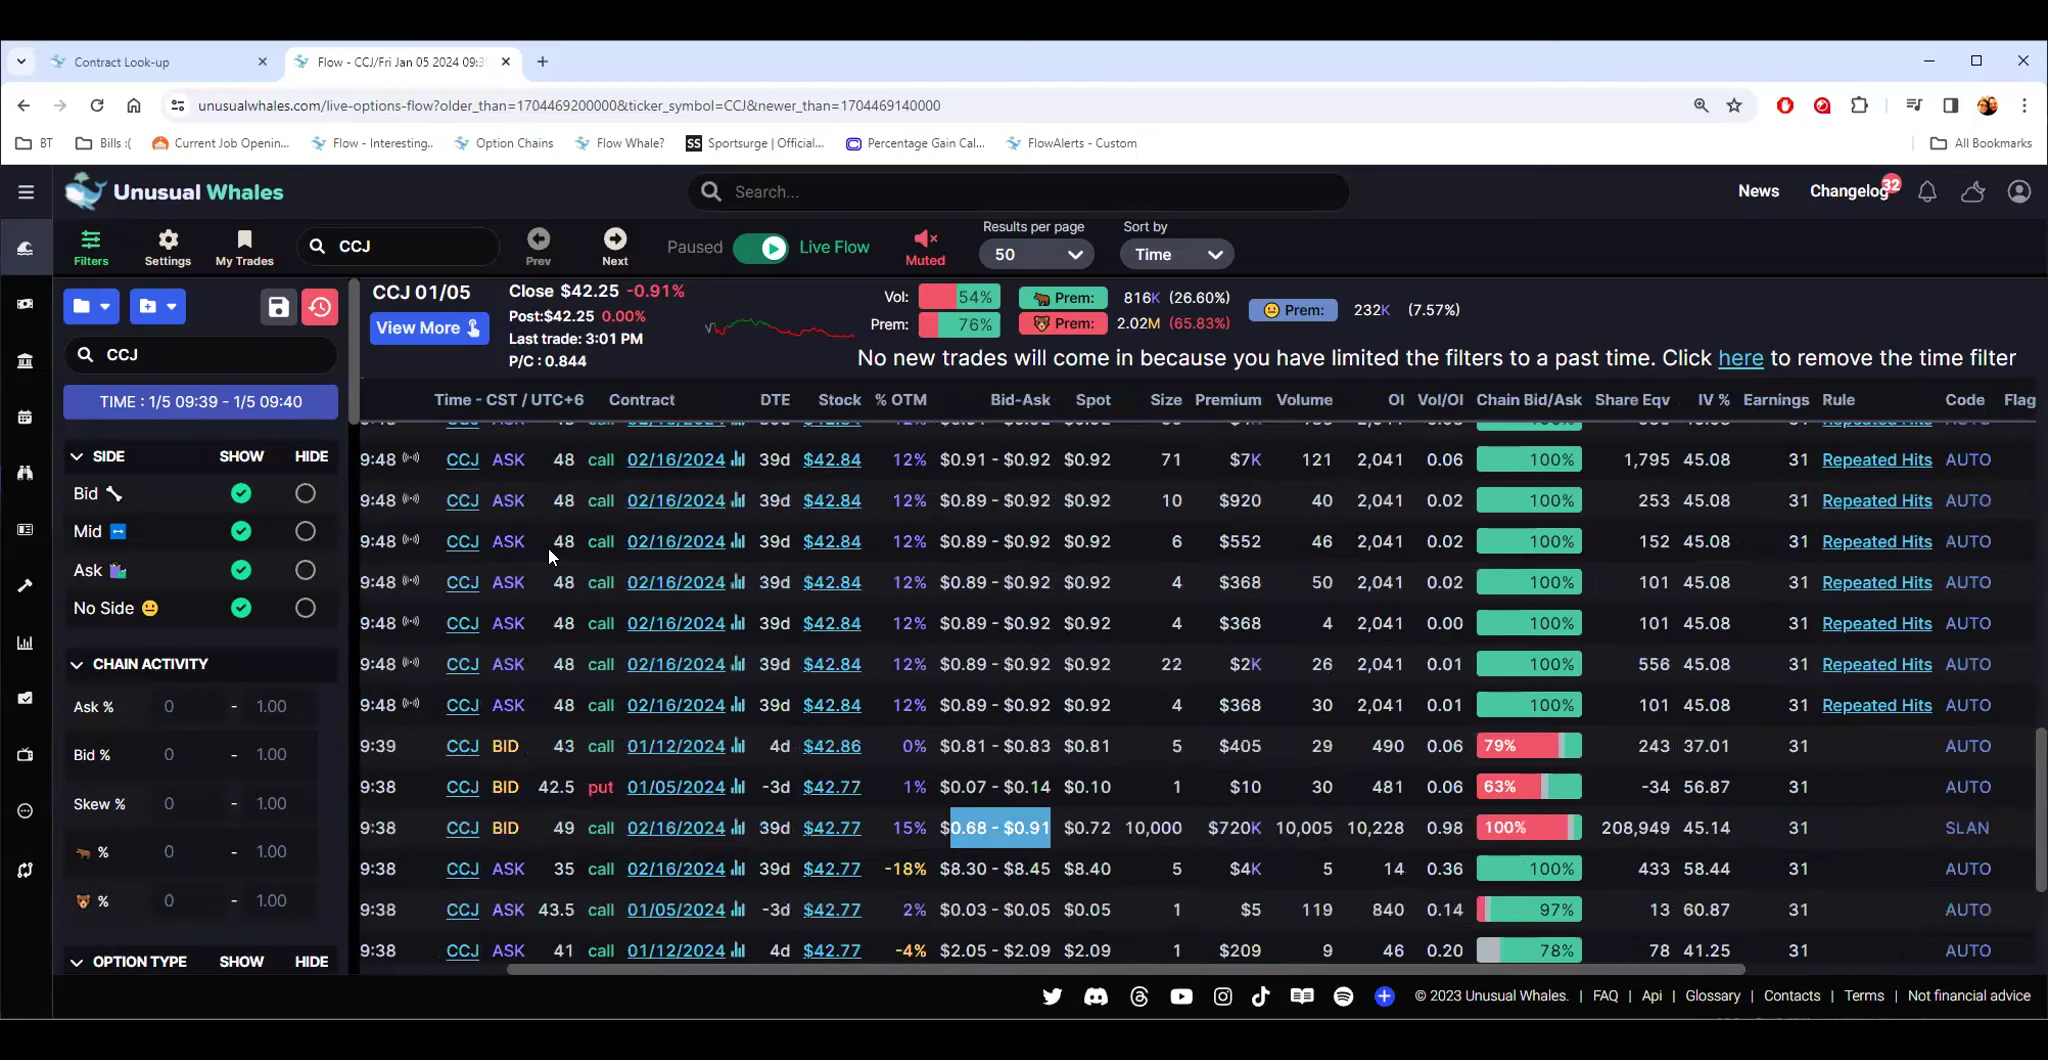 Contract Look-up
Flow - CCJ/Fri Jan 05 2024 09:3
unusualwhales.com/live-options-flow?older_than=1704469200000&ticker_symbol=CCJ&newer_than=1704469140000
BT Bills :( Current Job Openin... Flow - Interesting.. Option Chains Flow Whale? SS Sportsurge | Official... Percentage Gain Cal... FlowAlerts - Custom All Bookmarks
Unusual Whales Search... News Changelog 32
Filters Settings My Trades CCJ Prev Next Paused Live Flow Muted Results per page 50 Sort by Time
CCJ 01/05
View More
Close $42.25 -0.91%
Post:$42.25 0.00%
Last trade: 3:01 PM
P/C : 0.844
Vol: 54% Prem: 816K (26.60%) Prem: 232K (7.57%)
Prem: 76% Prem: 2.02M (65.83%)
No new trades will come in because you have limited the filters to a past time. Click here to remove the time filter
CCJ
TIME : 1/5 09:39 - 1/5 09:40
SIDE SHOW HIDE
Bid
Mid
Ask
No Side
CHAIN ACTIVITY
Ask % 0 - 1.00
Bid % 0 - 1.00
Skew % 0 - 1.00
% 0 - 1.00
% 0 - 1.00
OPTION TYPE SHOW HIDE
Time - CST / UTC+6 Contract DTE Stock % OTM Bid-Ask Spot Size Premium Volume OI Vol/OI Chain Bid/Ask Share Eqv IV % Earnings Rule Code Flag
9:48 CCJ ASK 48 call 02/16/2024 39d $42.84 12% $0.91 - $0.92 $0.92 71 $7K 121 2,041 0.06 100% 1,795 45.08 31 Repeated Hits AUTO
9:48 CCJ ASK 48 call 02/16/2024 39d $42.84 12% $0.89 - $0.92 $0.92 10 $920 40 2,041 0.02 100% 253 45.08 31 Repeated Hits AUTO
9:48 CCJ ASK 48 call 02/16/2024 39d $42.84 12% $0.89 - $0.92 $0.92 6 $552 46 2,041 0.02 100% 152 45.08 31 Repeated Hits AUTO
9:48 CCJ ASK 48 call 02/16/2024 39d $42.84 12% $0.89 - $0.92 $0.92 4 $368 50 2,041 0.02 100% 101 45.08 31 Repeated Hits AUTO
9:48 CCJ ASK 48 call 02/16/2024 39d $42.84 12% $0.89 - $0.92 $0.92 4 $368 4 2,041 0.00 100% 101 45.08 31 Repeated Hits AUTO
9:48 CCJ ASK 48 call 02/16/2024 39d $42.84 12% $0.89 - $0.92 $0.92 22 $2K 26 2,041 0.01 100% 556 45.08 31 Repeated Hits AUTO
9:48 CCJ ASK 48 call 02/16/2024 39d $42.84 12% $0.89 - $0.92 $0.92 4 $368 30 2,041 0.01 100% 101 45.08 31 Repeated Hits AUTO
9:39 CCJ BID 43 call 01/12/2024 4d $42.86 0% $0.81 - $0.83 $0.81 5 $405 29 490 0.06 79% 243 37.01 31 AUTO
9:38 CCJ BID 42.5 put 01/05/2024 -3d $42.77 1% $0.07 - $0.14 $0.10 1 $10 30 481 0.06 63% -34 56.87 31 AUTO
9:38 CCJ BID 49 call 02/16/2024 39d $42.77 15% $0.68 - $0.91 $0.72 10,000 $720K 10,005 10,228 0.98 100% 208,949 45.14 31 SLAN
9:38 CCJ ASK 35 call 02/16/2024 39d $42.77 -18% $8.30 - $8.45 $8.40 5 $4K 5 14 0.36 100% 433 58.44 31 AUTO
9:38 CCJ ASK 43.5 call 01/05/2024 -3d $42.77 2% $0.03 - $0.05 $0.05 1 $5 119 840 0.14 97% 13 60.87 31 AUTO
9:38 CCJ ASK 41 call 01/12/2024 4d $42.77 -4% $2.05 - $2.09 $2.09 1 $209 9 46 0.20 78% 78 41.25 31 AUTO
© 2023 Unusual Whales. | FAQ | Api | Glossary | Contacts | Terms | Not financial advice